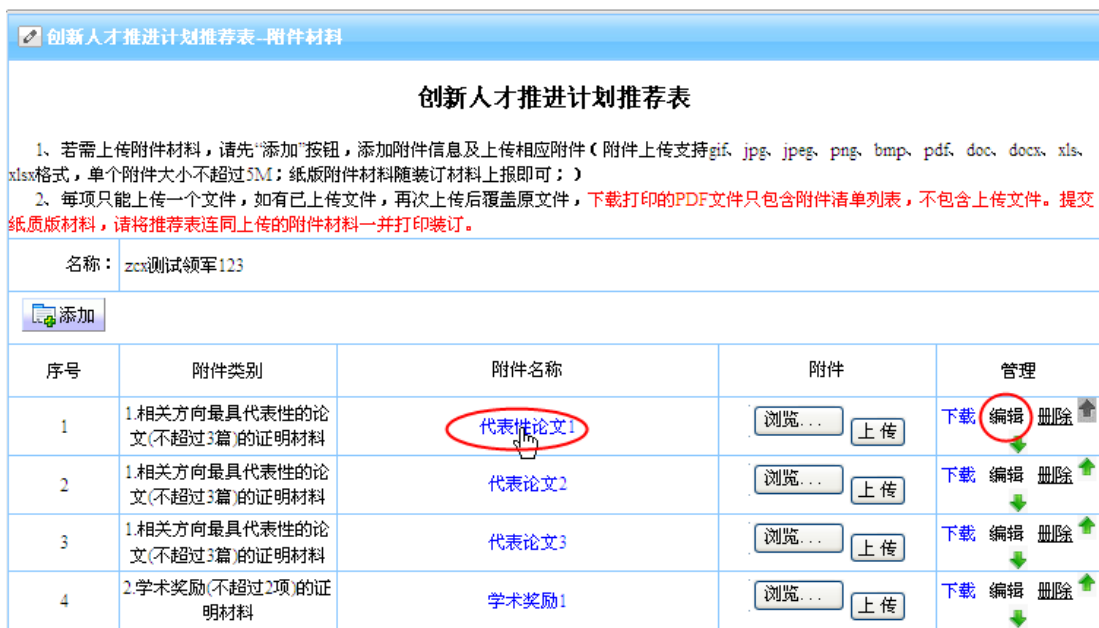 创新人才推进计划推荐表--附件材料
创新人才推进计划推荐表
1、若需上传附件材料，请先“添加”按钮，添加附件信息及上传相应附件（附件上传支持gif、jpg、jpeg、png、bmp、pdf、doc、docx、xls、
xlsx格式，单个附件大小不超过5M；纸版附件材料随装订材料上报即可；）
2、每项只能上传一个文件，如有已上传文件，再次上传后覆盖原文件，下载打印的PDF文件只包含附件清单列表，不包含上传文件。提交
纸质版材料，请将推荐表连同上传的附件材料一并打印装订。
名称： zcx测试领军123
添加
序号 附件类别 附件名称 附件 管理
1 1.相关方向最具代表性的论 代表性论文1 浏览... 上传 下载 编辑 删除
文(不超过3篇)的证明材料
2 1.相关方向最具代表性的论 代表论文2 浏览... 上传 下载 编辑 删除
文(不超过3篇)的证明材料
3 1.相关方向最具代表性的论 代表论文3 浏览... 上传 下载 编辑 删除
文(不超过3篇)的证明材料
4 2.学术奖励(不超过2项)的证 学术奖励1 浏览... 上传 下载 编辑 删除
明材料